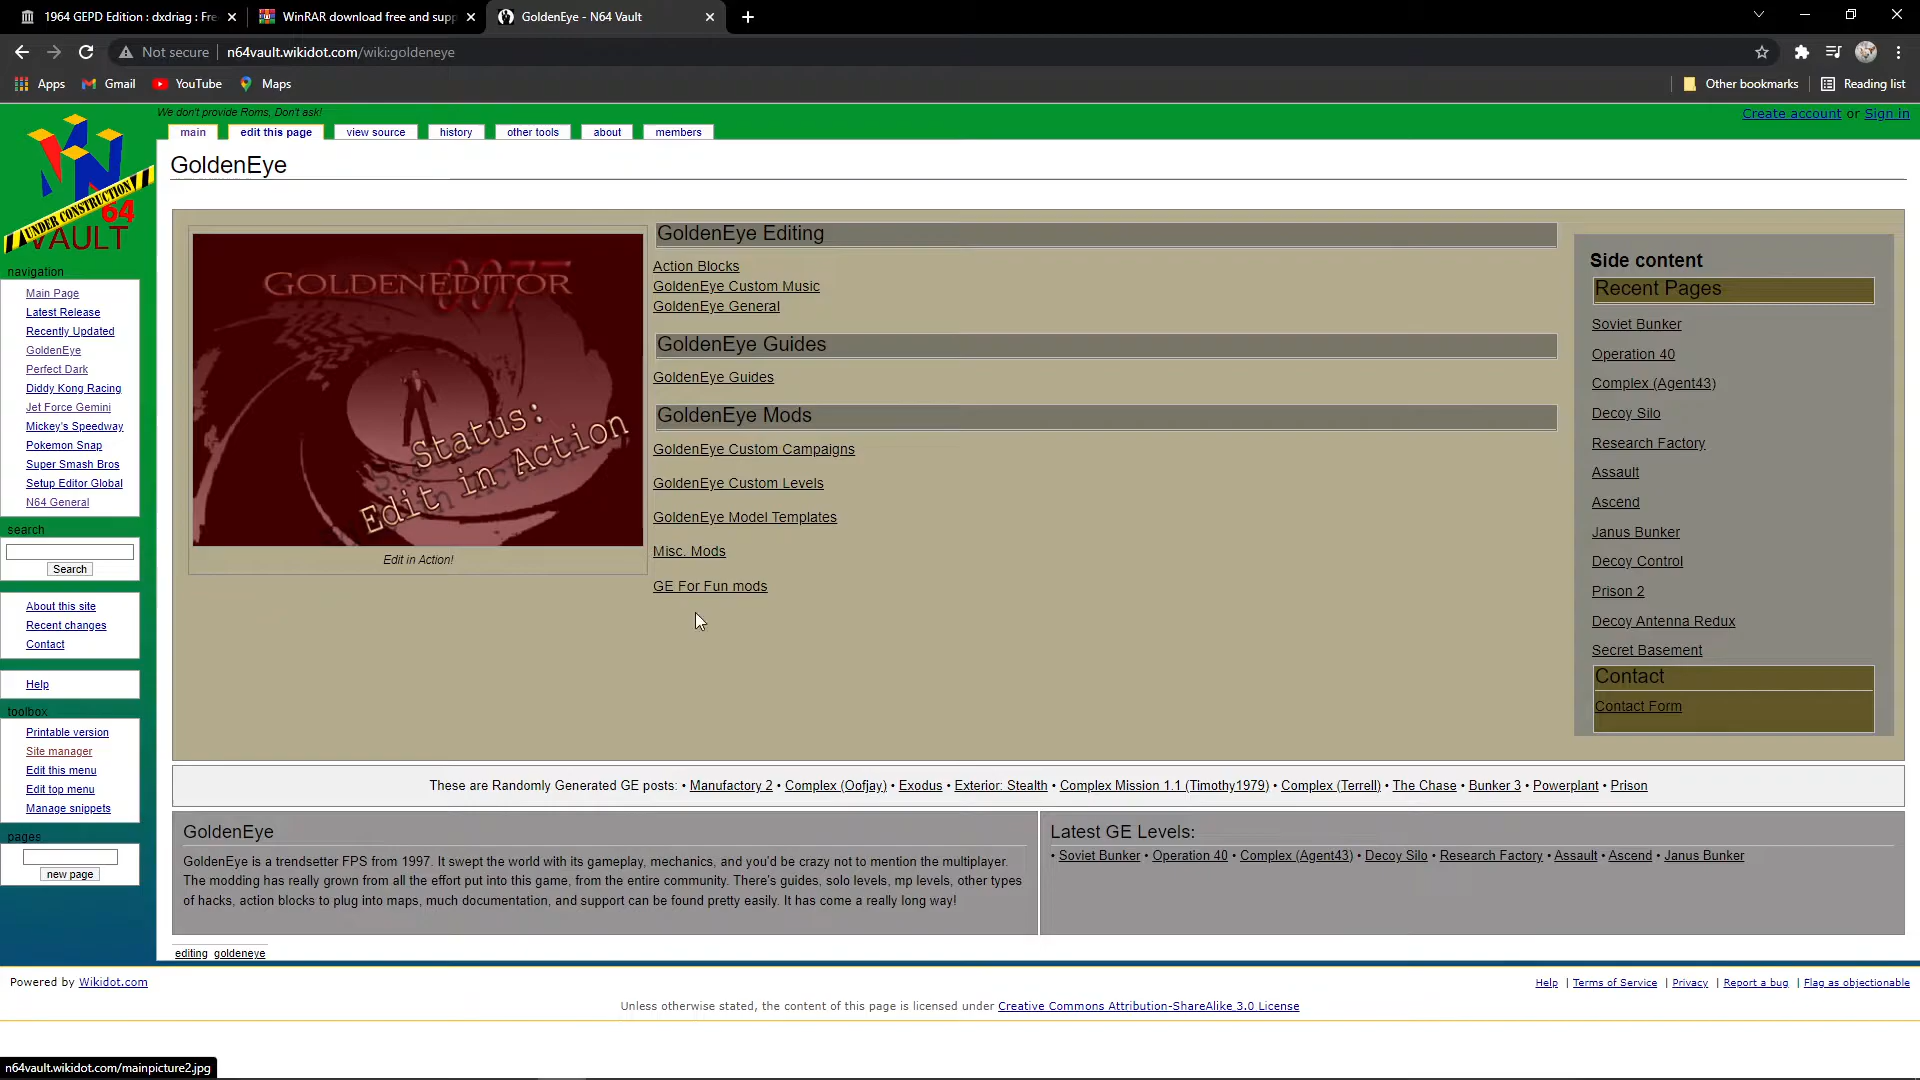 1964 GEPD Edition : dxdriag : Fre
WinRAR download free and supp
GoldenEye - N64 Vault
Not secure
n64vault.wikidot.com/wiki:goldeneye
Apps
Gmail
YouTube
Maps
Other bookmarks
Reading list
We don't provide Roms, Don't ask!
Create account or Sign in
main
edit this page
view source
history
other tools
about
members
UNDER CONSTRUCTION
64
VAULT
GoldenEye
navigation
Main Page
Latest Release
Recently Updated
GoldenEye
Perfect Dark
Diddy Kong Racing
Jet Force Gemini
Mickey's Speedway
Pokemon Snap
Super Smash Bros
Setup Editor Global
N64 General
search
Search
About this site
Recent changes
Contact
Help
toolbox
Printable version
Site manager
Edit this menu
Edit top menu
Manage snippets
pages
new page
GOLDENEDITOR
007
Status:
Edit in Action
Edit in Action!
GoldenEye Editing
Action Blocks
GoldenEye Custom Music
GoldenEye General
GoldenEye Guides
GoldenEye Guides
GoldenEye Mods
GoldenEye Custom Campaigns
GoldenEye Custom Levels
GoldenEye Model Templates
Misc. Mods
GE For Fun mods
Side content
Recent Pages
Soviet Bunker
Operation 40
Complex (Agent43)
Decoy Silo
Research Factory
Assault
Ascend
Janus Bunker
Decoy Control
Prison 2
Decoy Antenna Redux
Secret Basement
Contact
Contact Form
These are Randomly Generated GE posts: • Manufactory 2 • Complex (Oofjay) • Exodus • Exterior: Stealth • Complex Mission 1.1 (Timothy1979) • Complex (Terrell) • The Chase • Bunker 3 • Powerplant • Prison
GoldenEye
GoldenEye is a trendsetter FPS from 1997. It swept the world with its gameplay, mechanics, and you'd be crazy not to mention the multiplayer.
The modding has really grown from all the effort put into this game, from the entire community. There's guides, solo levels, mp levels, other types
of hacks, action blocks to plug into maps, much documentation, and support can be found pretty easily. It has come a really long way!
Latest GE Levels:
• Soviet Bunker • Operation 40 • Complex (Agent43) • Decoy Silo • Research Factory • Assault • Ascend • Janus Bunker
editing goldeneye
Powered by Wikidot.com
Help | Terms of Service | Privacy | Report a bug | Flag as objectionable
Unless otherwise stated, the content of this page is licensed under Creative Commons Attribution-ShareAlike 3.0 License
n64vault.wikidot.com/mainpicture2.jpg